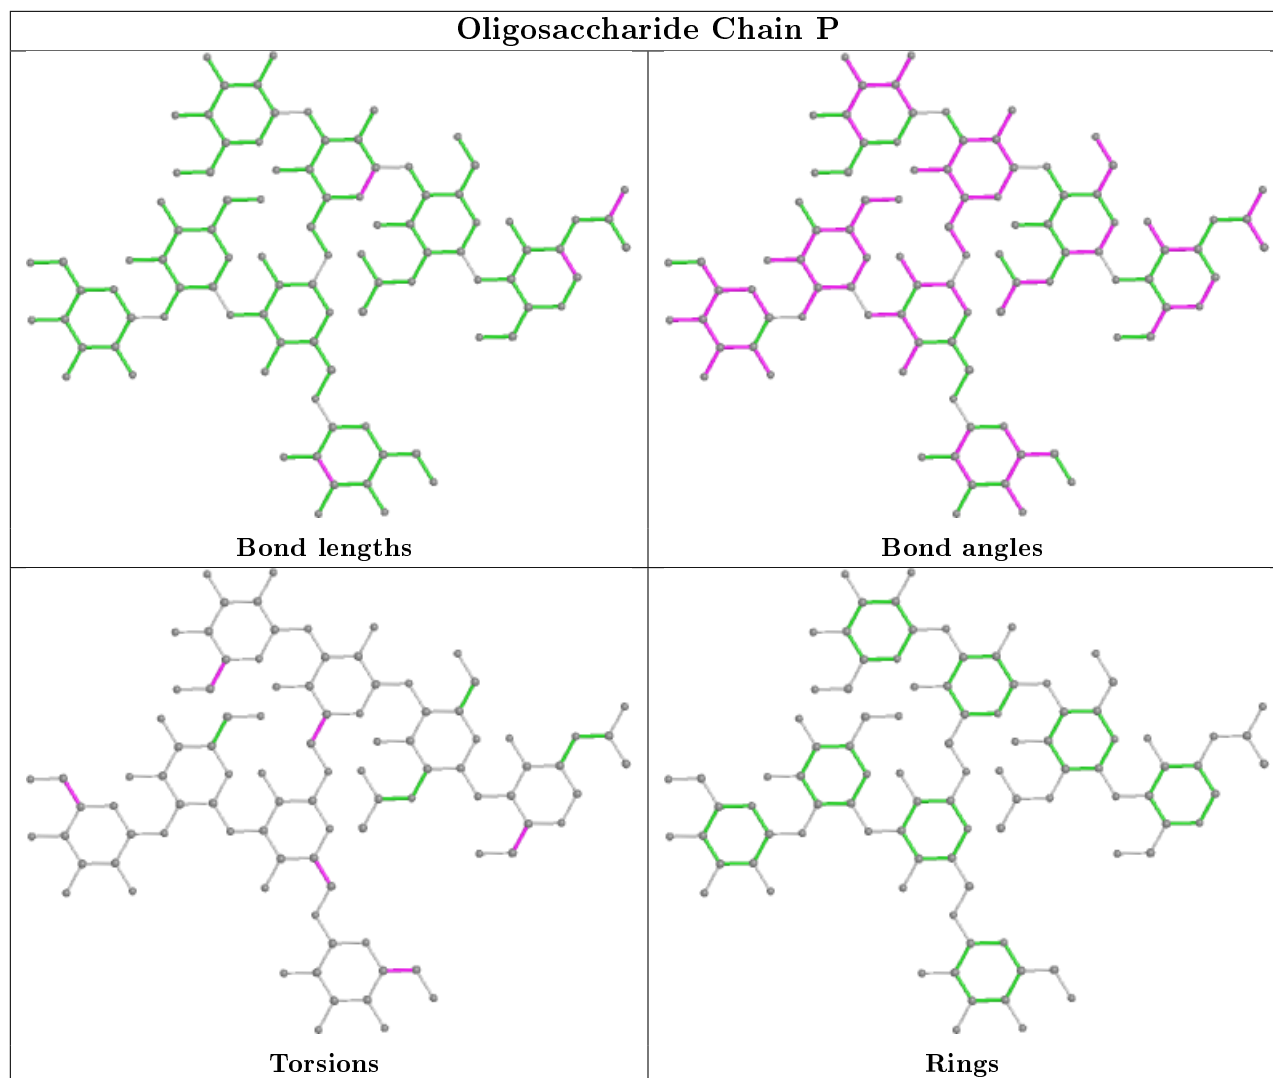 Oligosaccharide Chain P
Bond lengths
Bond angles
Torsions
Rings